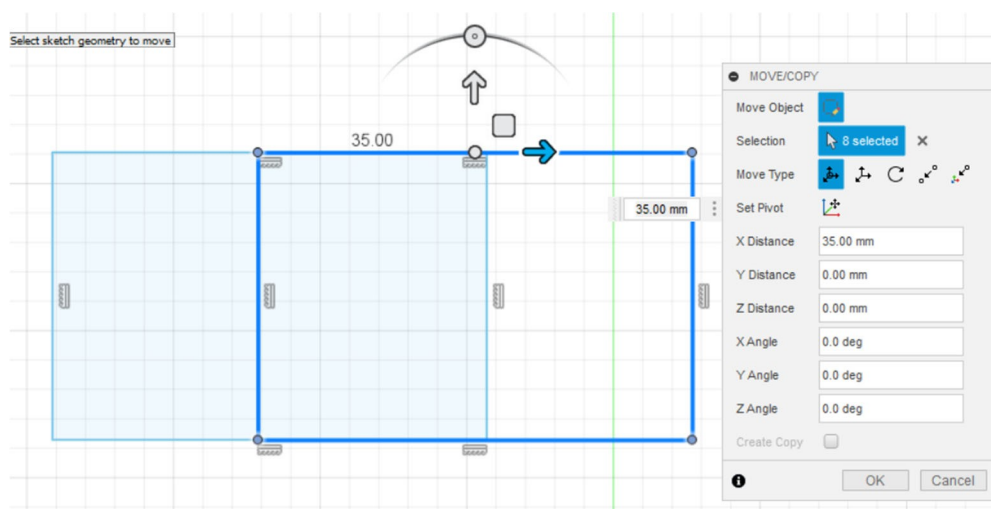 Select sketch geometry to move
35.00
35.00 mm
MOVE/COPY
Move Object
Selection 8 selected
Move Type
Set Pivot
X Distance 35.00 mm
Y Distance 0.00 mm
Z Distance 0.00 mm
X Angle 0.0 deg
Y Angle 0.0 deg
Z Angle 0.0 deg
Create Copy
OK Cancel